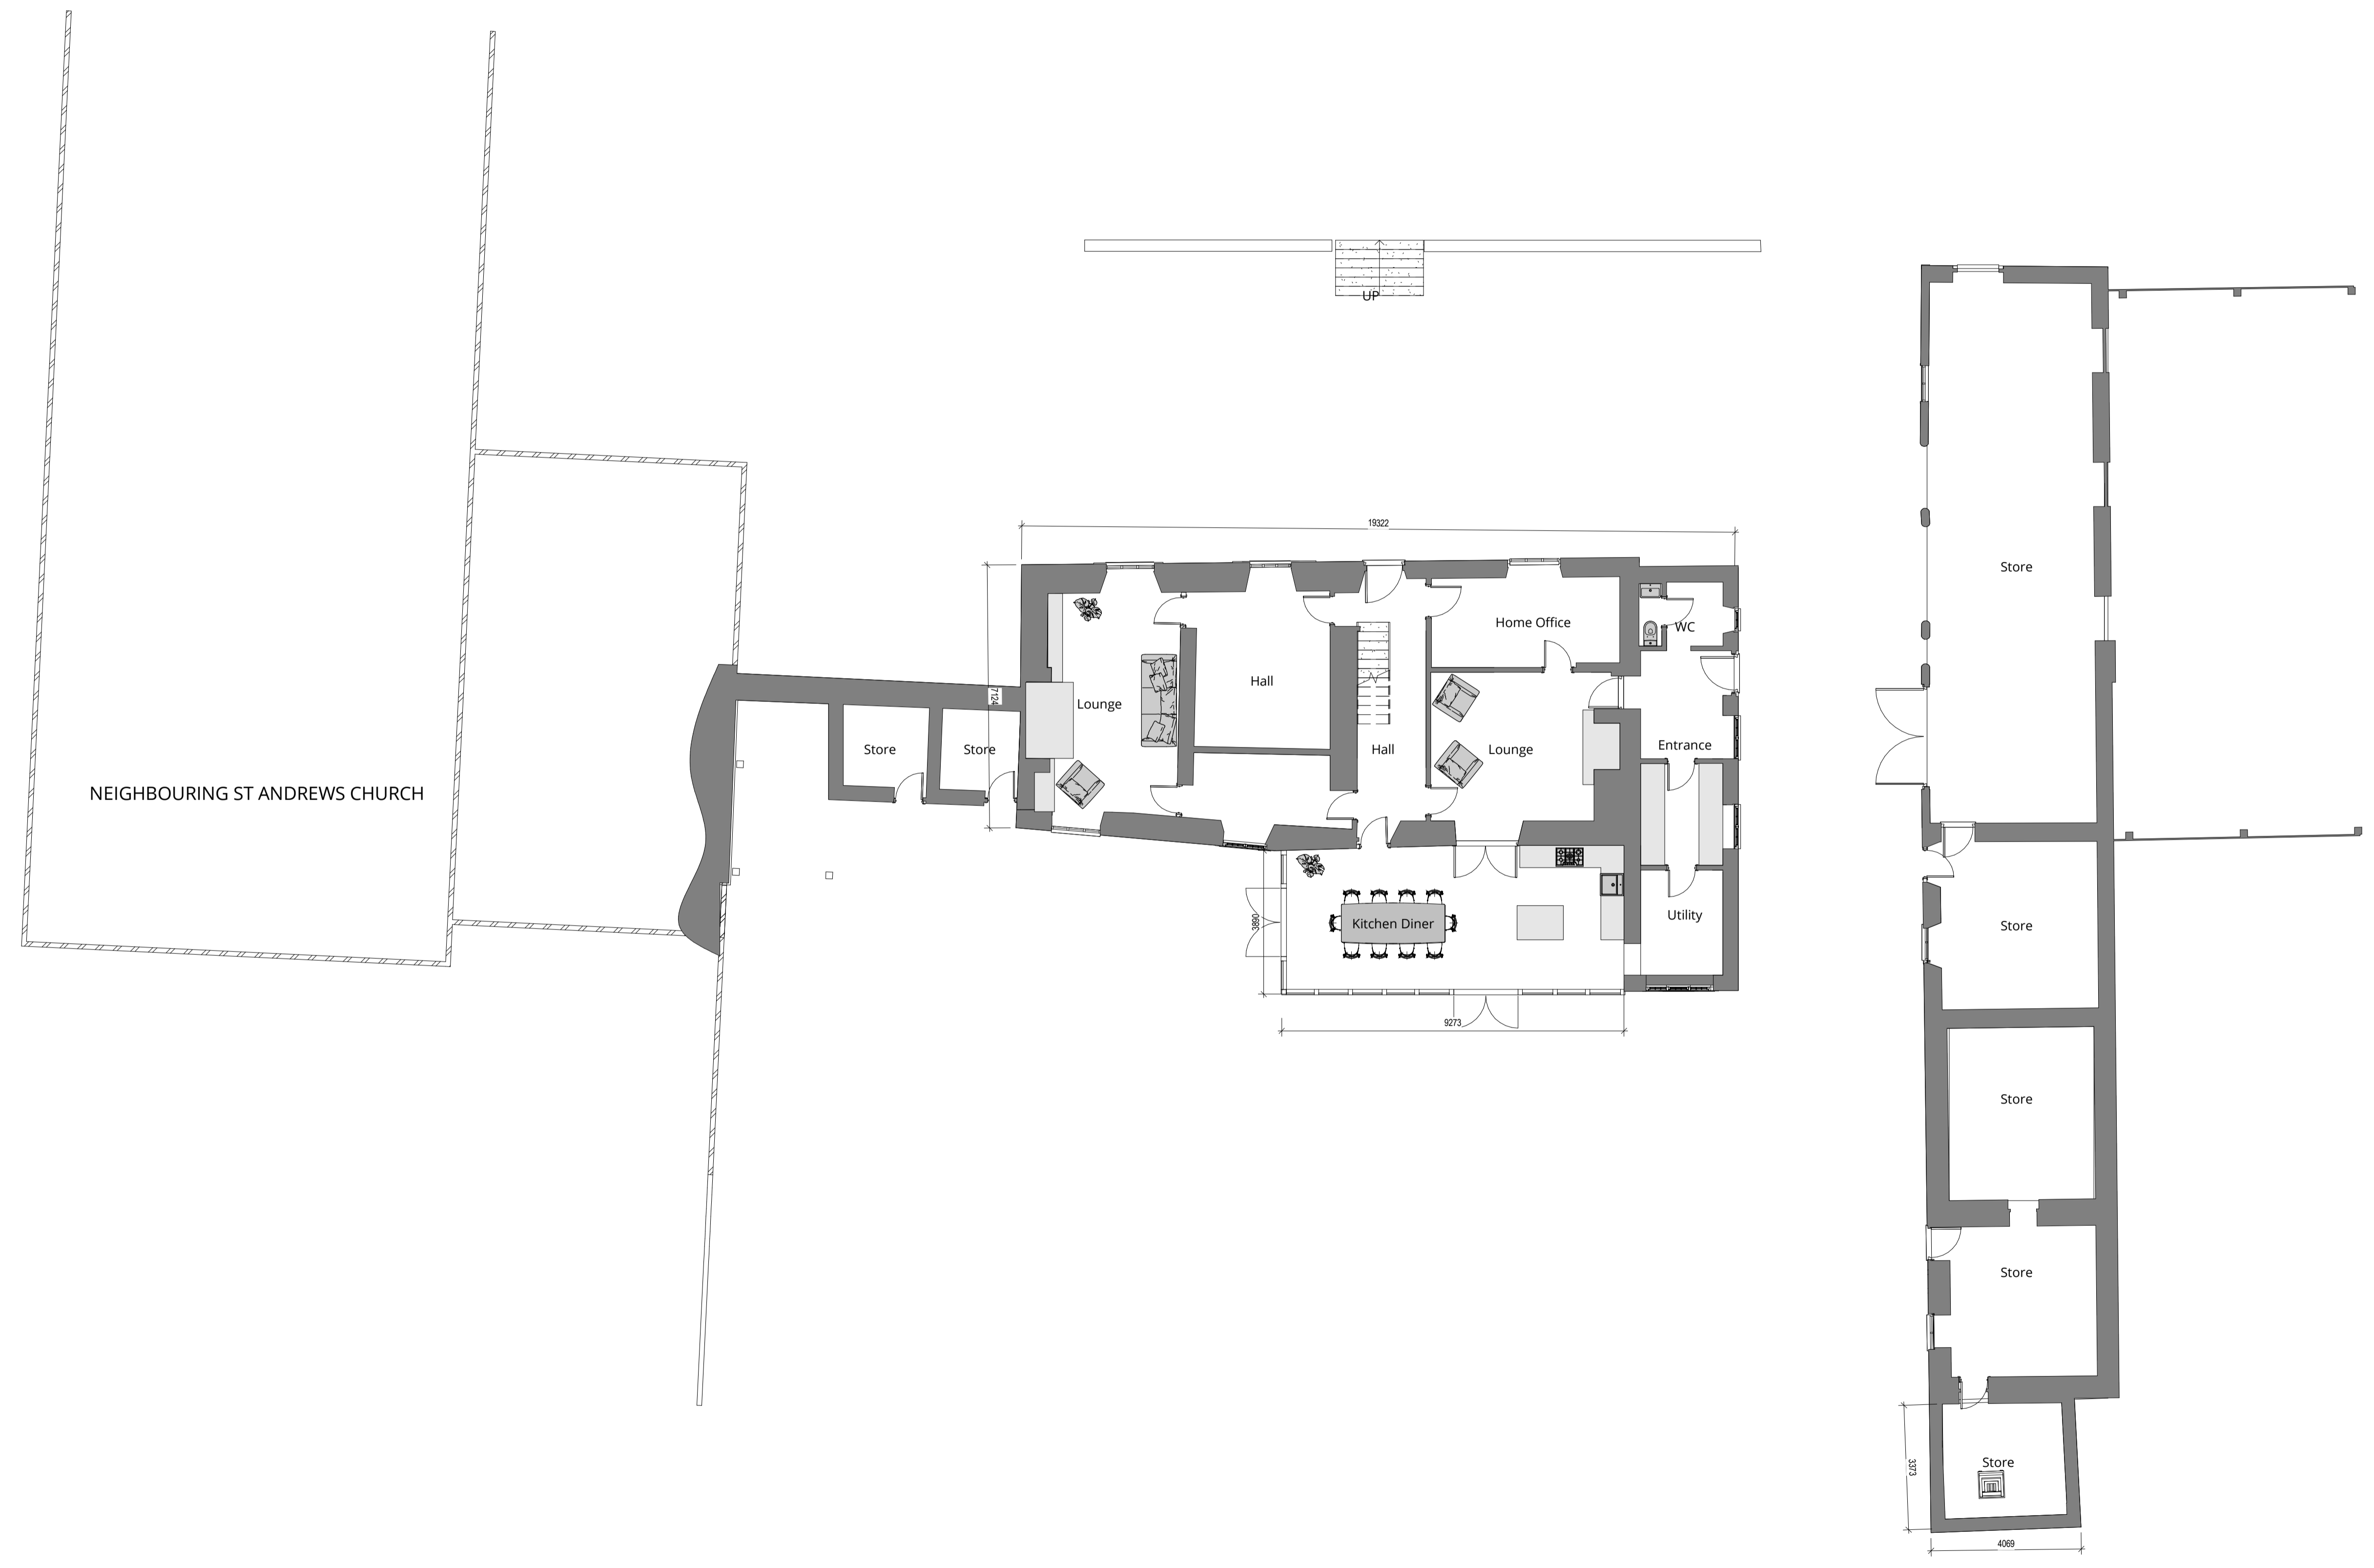 UP
19322
Store
Home Office
WC
Hall
7124
Lounge
Store
Store
Hall
Lounge
Entrance
NEIGHBOURING ST ANDREWS CHURCH
3890
Kitchen Diner
Utility
Store
9273
Store
Store
3373
Store
4069